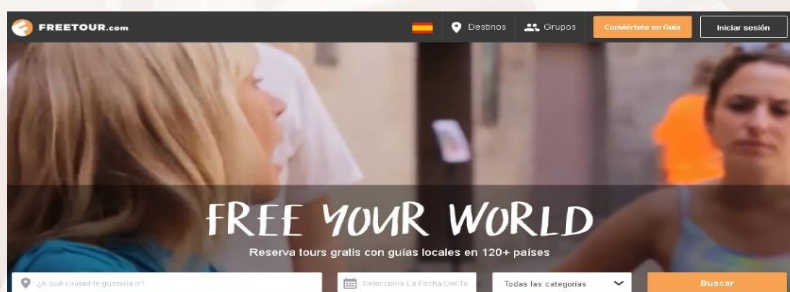 FREETOUR.com
Destinos
Grupos
Conviértete en Guía
Iniciar sesión
FREE YOUR WORLD
Reserva tours gratis con guías locales en 120+ países
¿A qué ciudad te gustaría ir?
Selecciona La Fecha Del To
Todas las categorías
Buscar